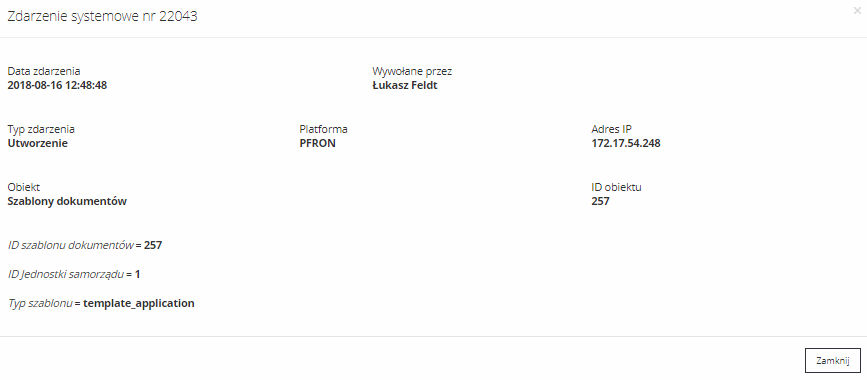 Zdarzenie systemowe nr 22043
×
Data zdarzenia
2018-08-16 12:48:48
Wywołane przez
Łukasz Feldt
Typ zdarzenia
Utworzenie
Platforma
PFRON
Adres IP
172.17.54.248
Obiekt
Szablony dokumentów
ID obiektu
257
ID szablonu dokumentów = 257
ID Jednostki samorządu = 1
Typ szablonu = template_application
Zamknij